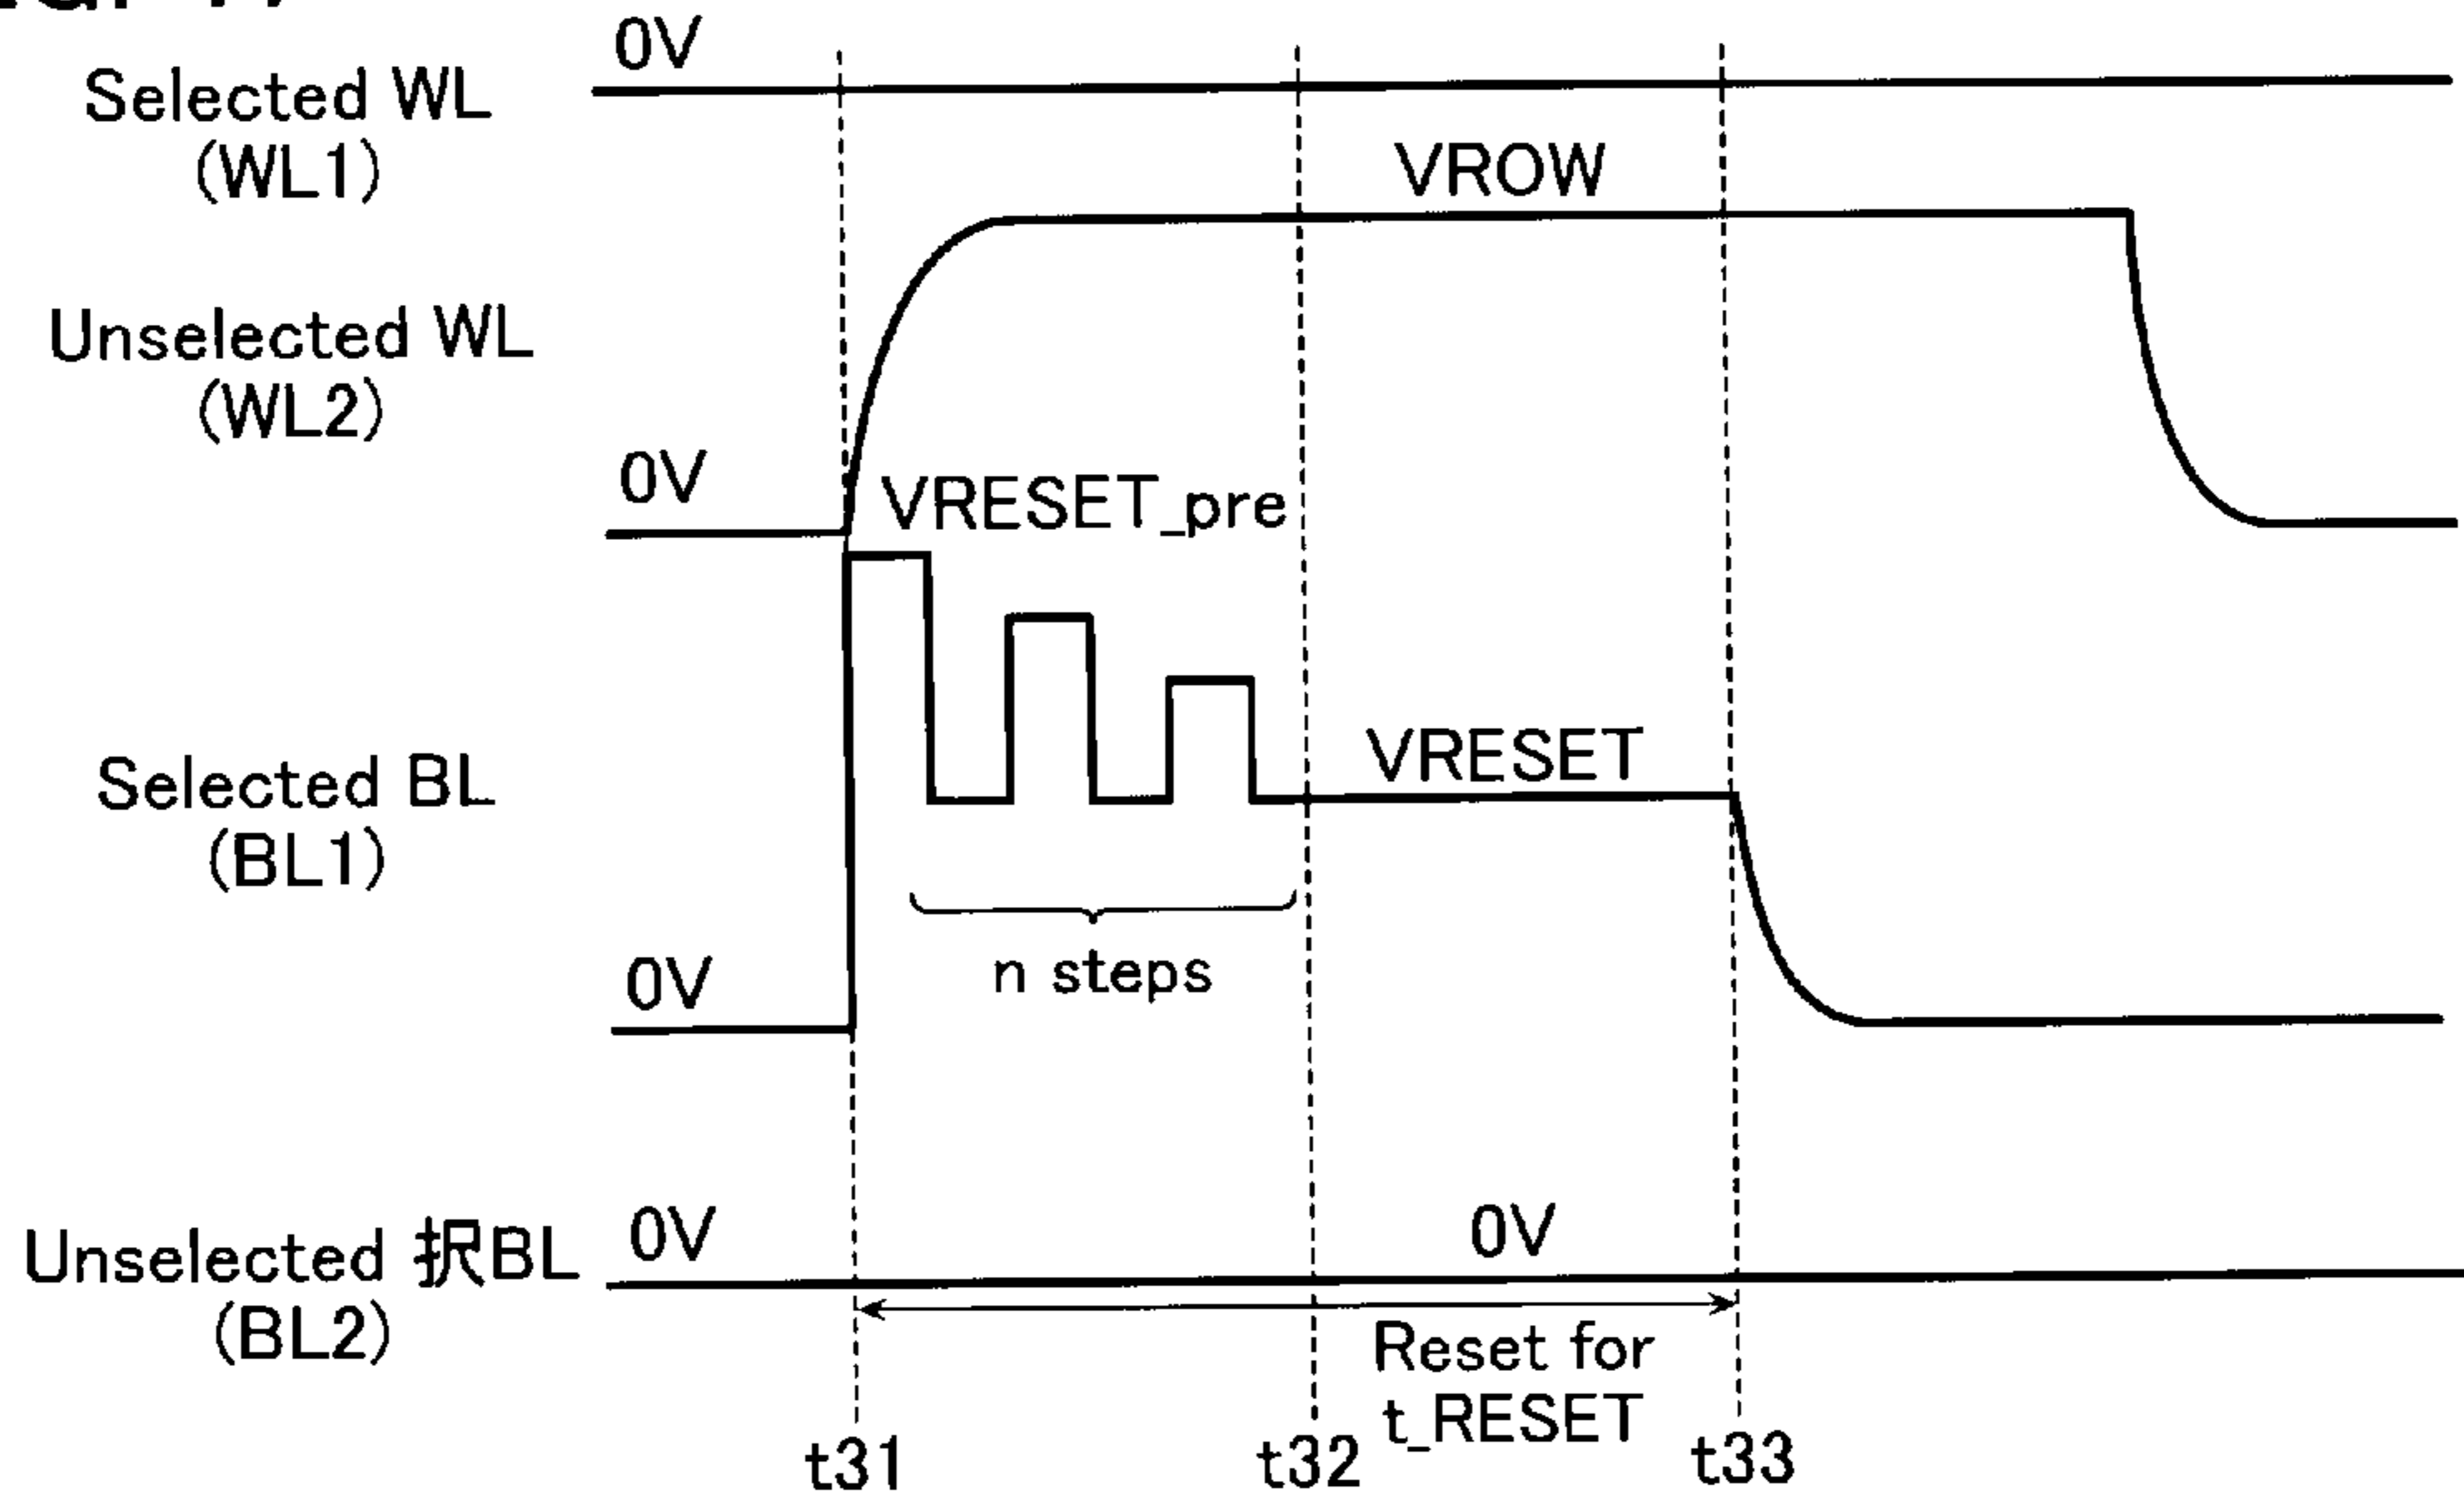 0V
Selected WL
(WL1)
VROW
Unselected WL
(WL2)
0V
VRESET_pre
Selected BL
(BL1)
VRESET
n steps
0V
Unselected 択BL
(BL2)
0V
0V
Reset for
t_RESET
t31
t32
t33